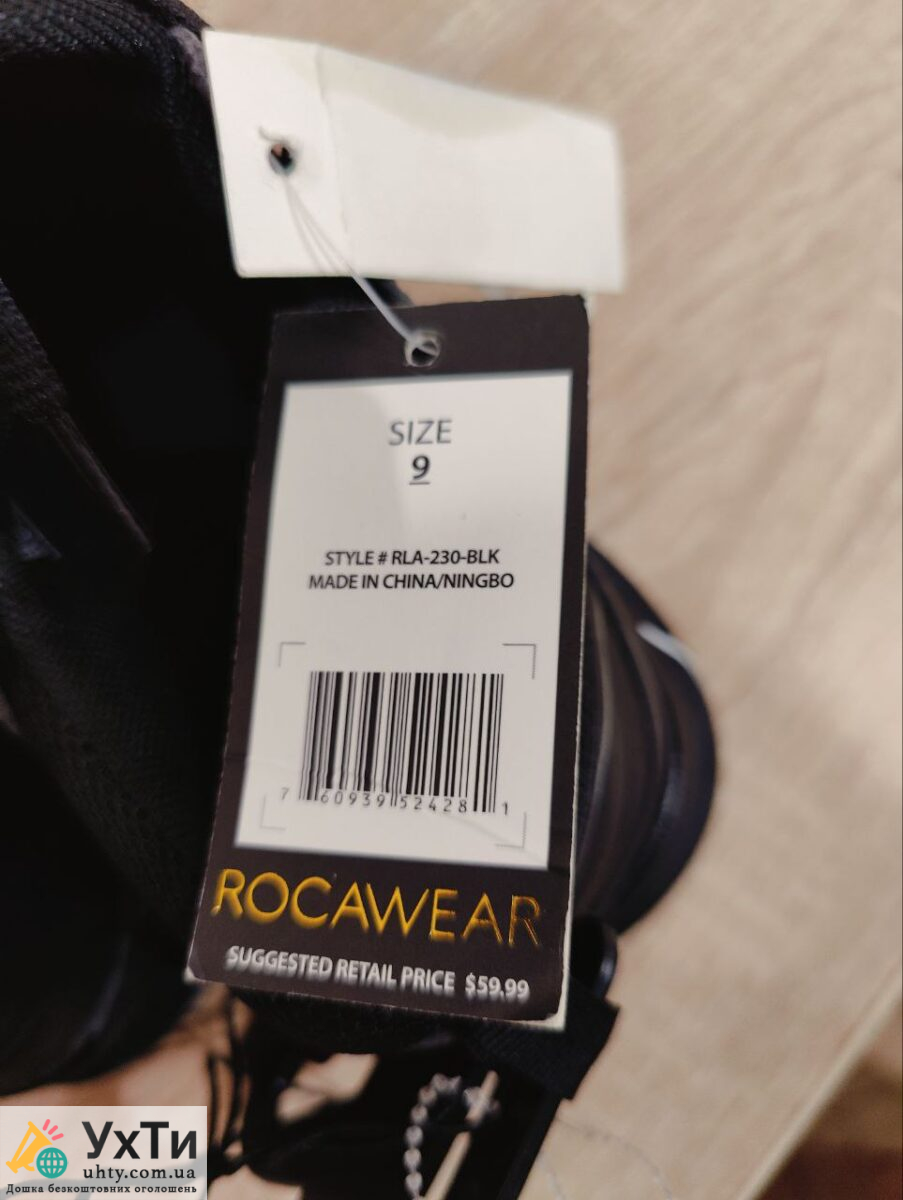 SIZE
9
STYLE # RLA-230-BLK
MADE IN CHINA/NINGBO
7 60939 52428 1
ROCAWEAR
SUGGESTED RETAIL PRICE $59.99
УхТи
uhty.com.ua
Дошка безкоштовних оголошень